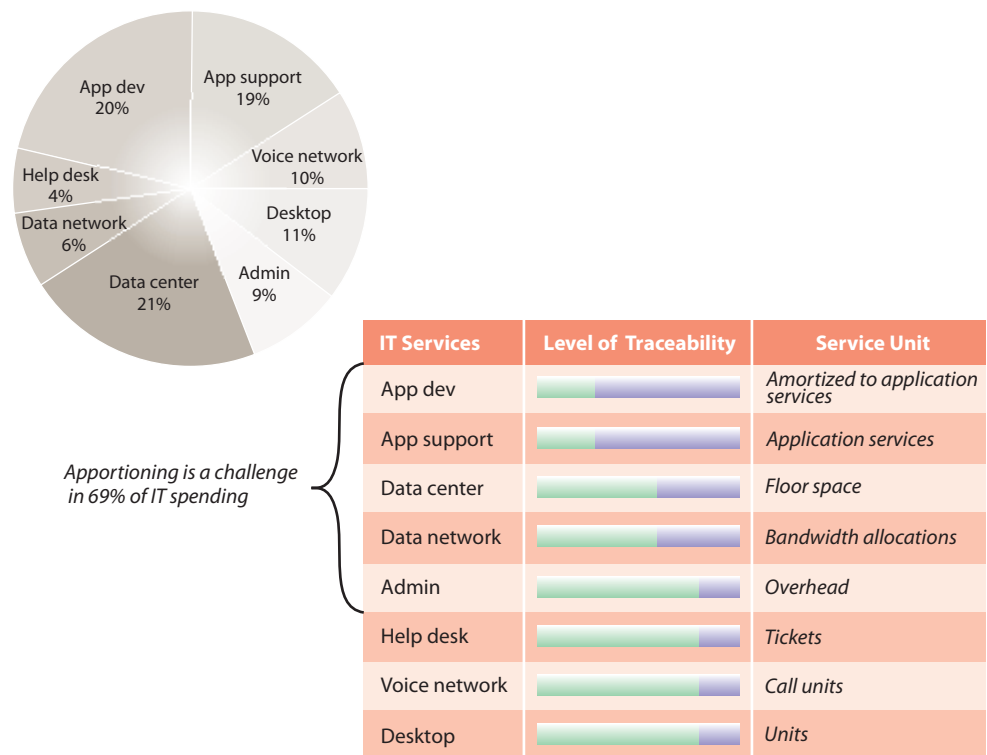 App dev
20%
App support
19%
Voice network
10%
Desktop
11%
Admin
9%
Data center
21%
Data network
6%
Help desk
4%
Apportioning is a challenge
in 69% of IT spending
IT Services Level of Traceability Service Unit
App dev Amortized to application
services
App support Application services
Data center Floor space
Data network Bandwidth allocations
Admin Overhead
Help desk Tickets
Voice network Call units
Desktop Units